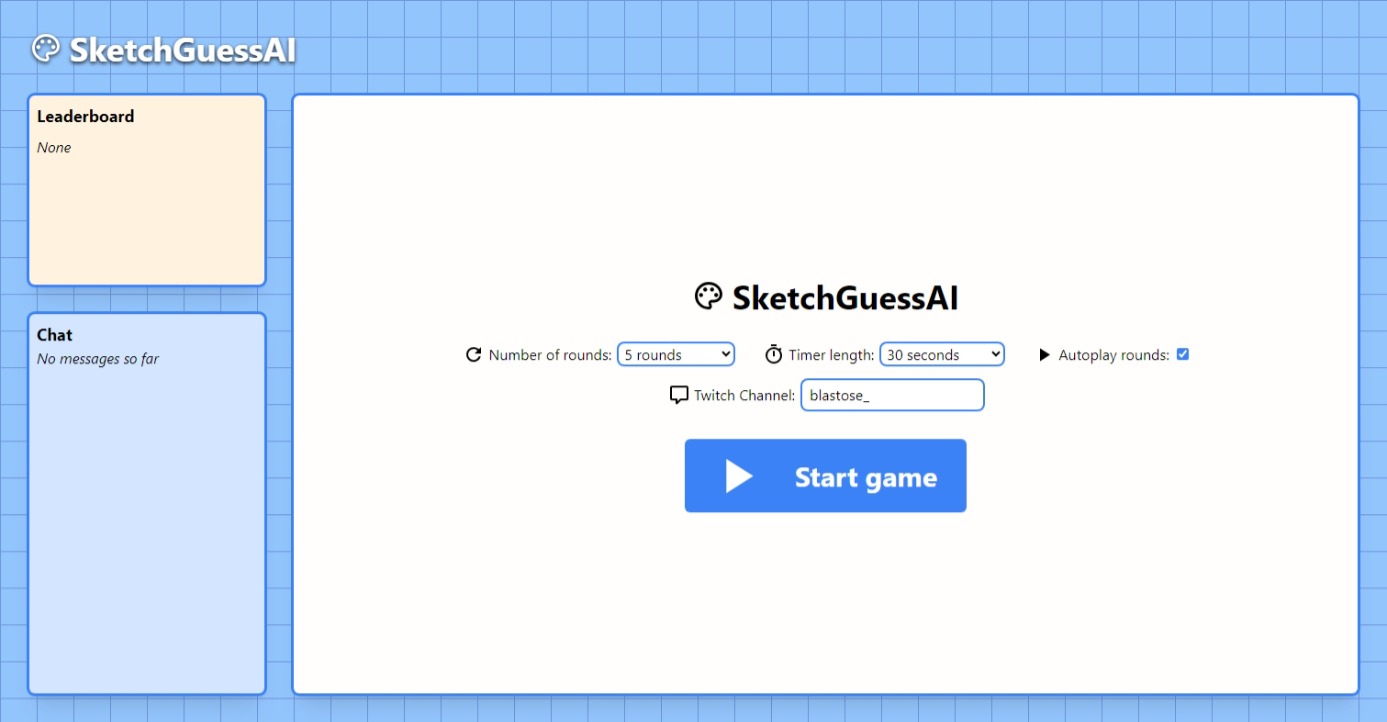 SketchGuessAI
Leaderboard
None
Chat
No messages so far
SketchGuessAI
Number of rounds: 5 rounds Timer length: 30 seconds Autoplay rounds:
Twitch Channel: blastose_
Start game